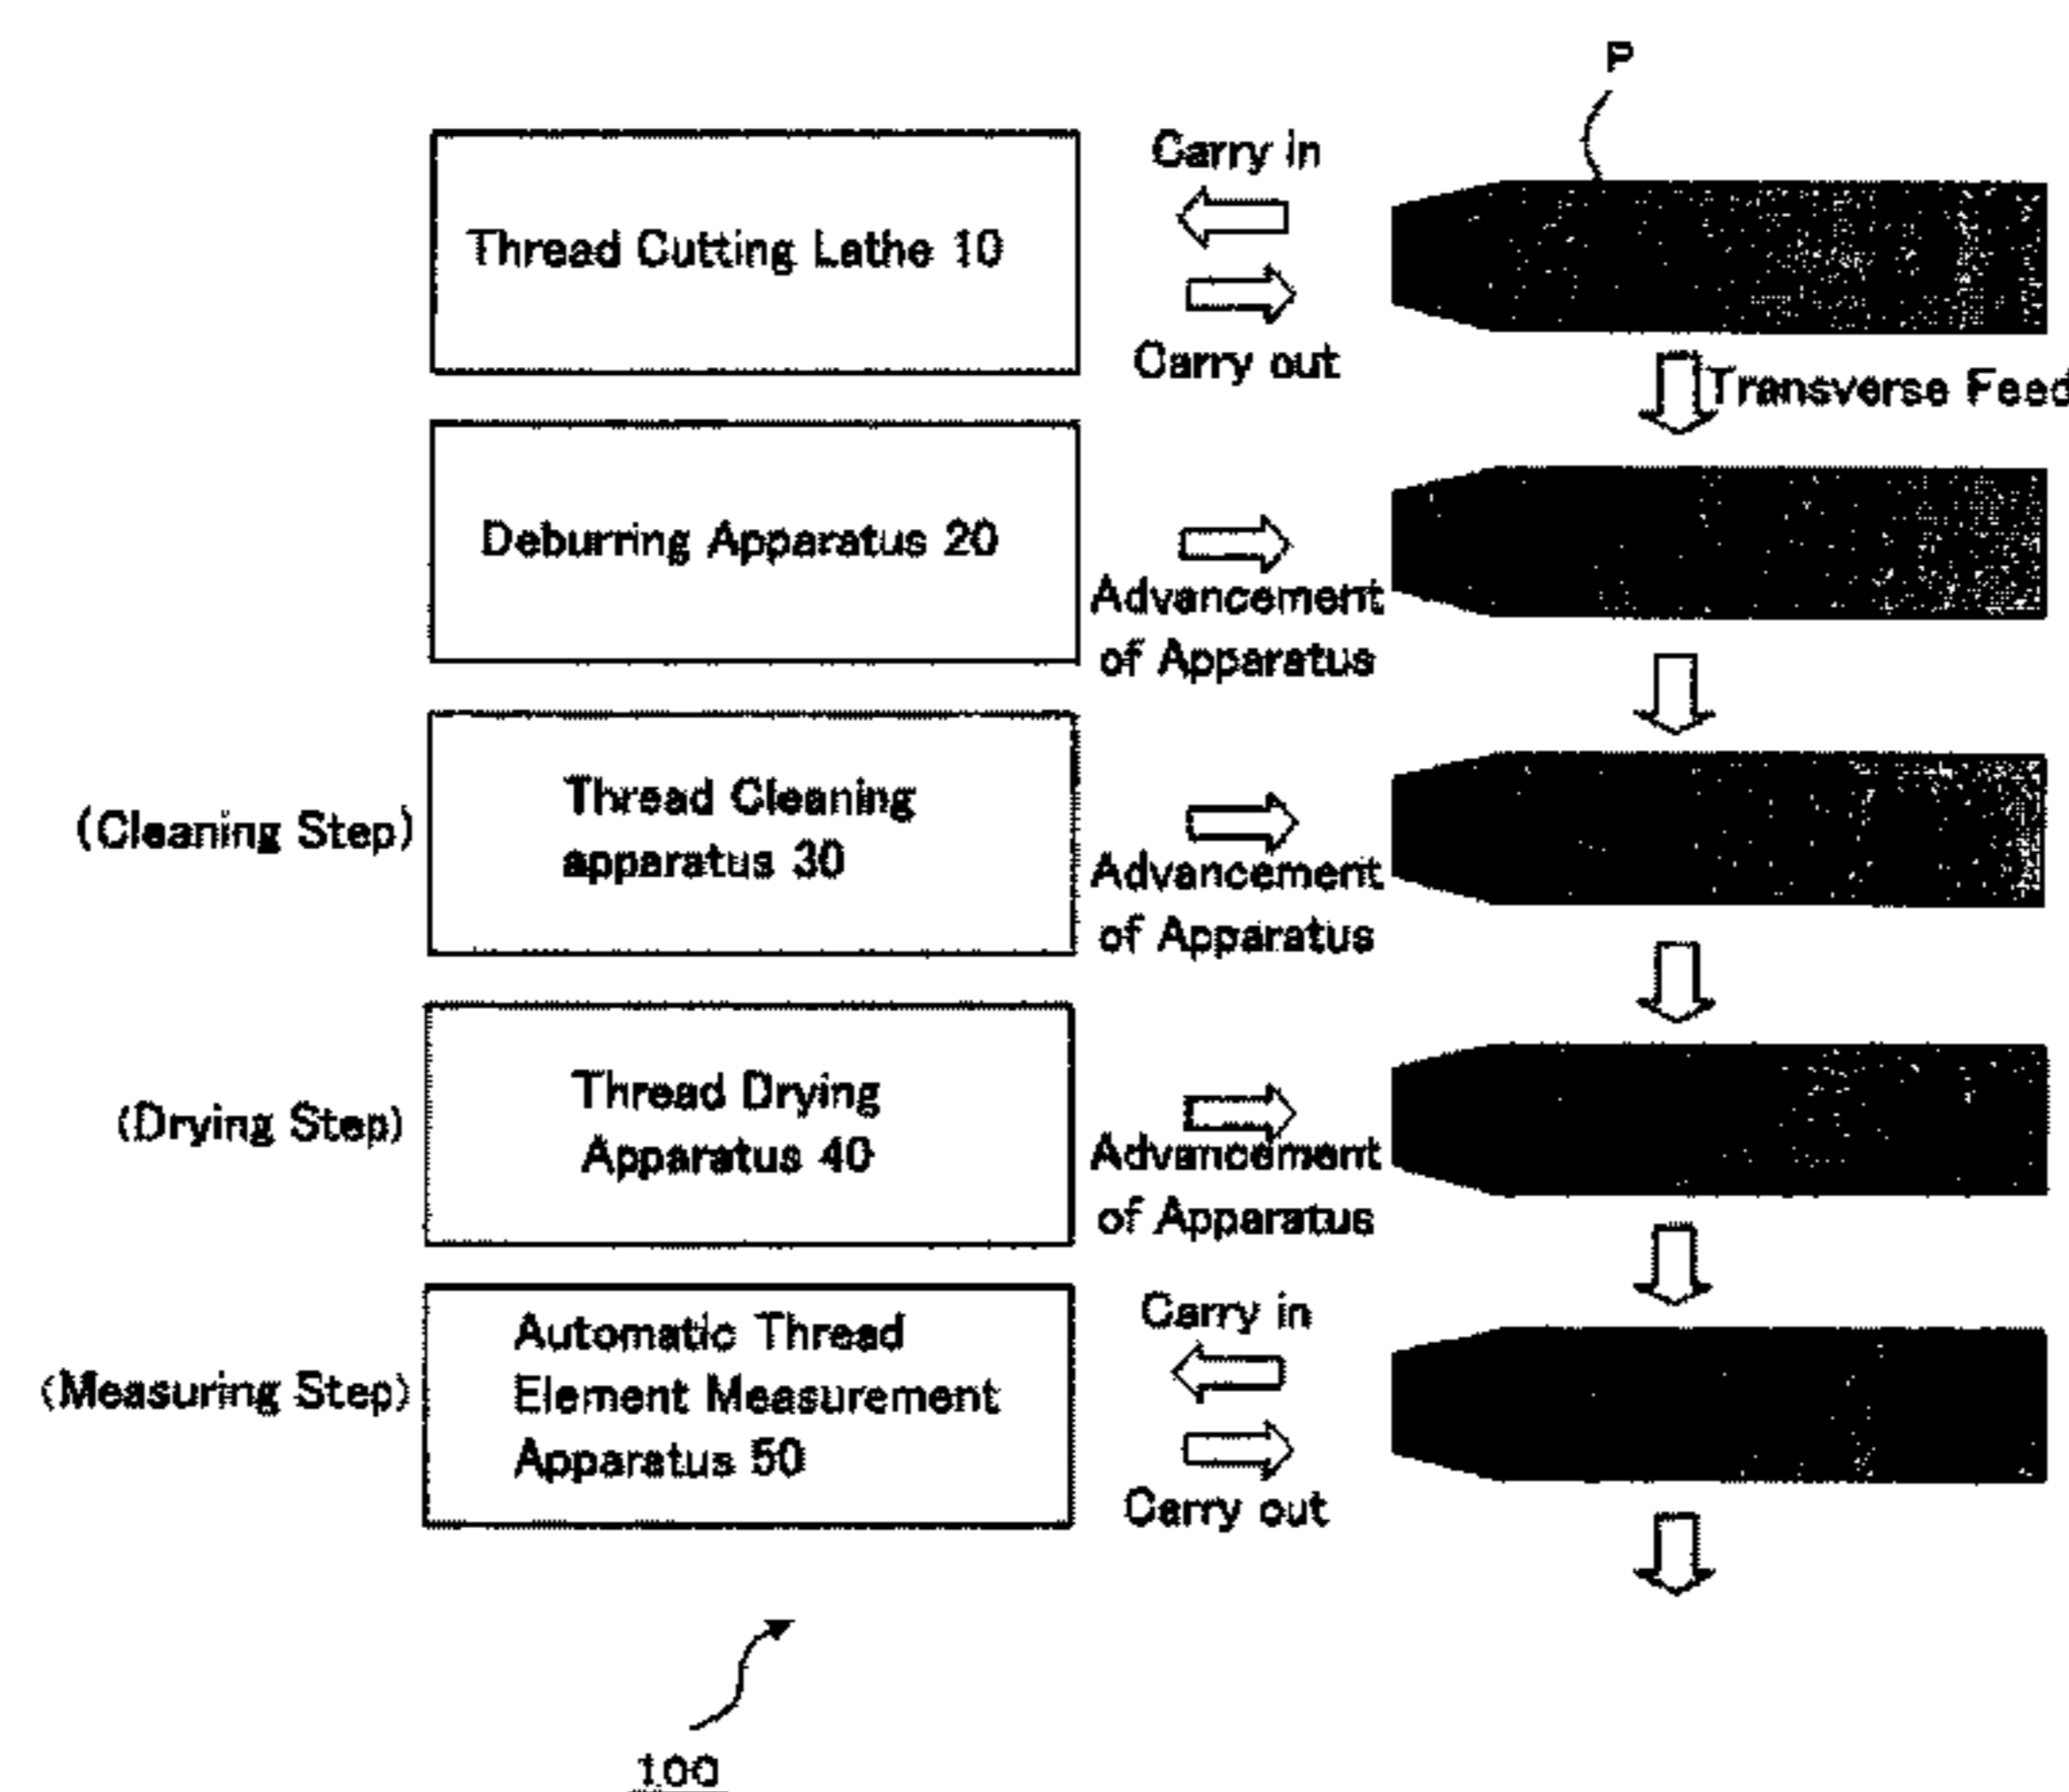 P
Carry in
Thread Cutting Lathe 10
Carry out
Transverse Feed
Deburring Apparatus 20
Advancement
of Apparatus
(Cleaning Step)
Thread Cleaning
apparatus 30
Advancement
of Apparatus
(Drying Step)
Thread Drying
Apparatus 40
Advancement
of Apparatus
(Measuring Step)
Automatic Thread
Element Measurement
Apparatus 50
Carry in
Carry out
100